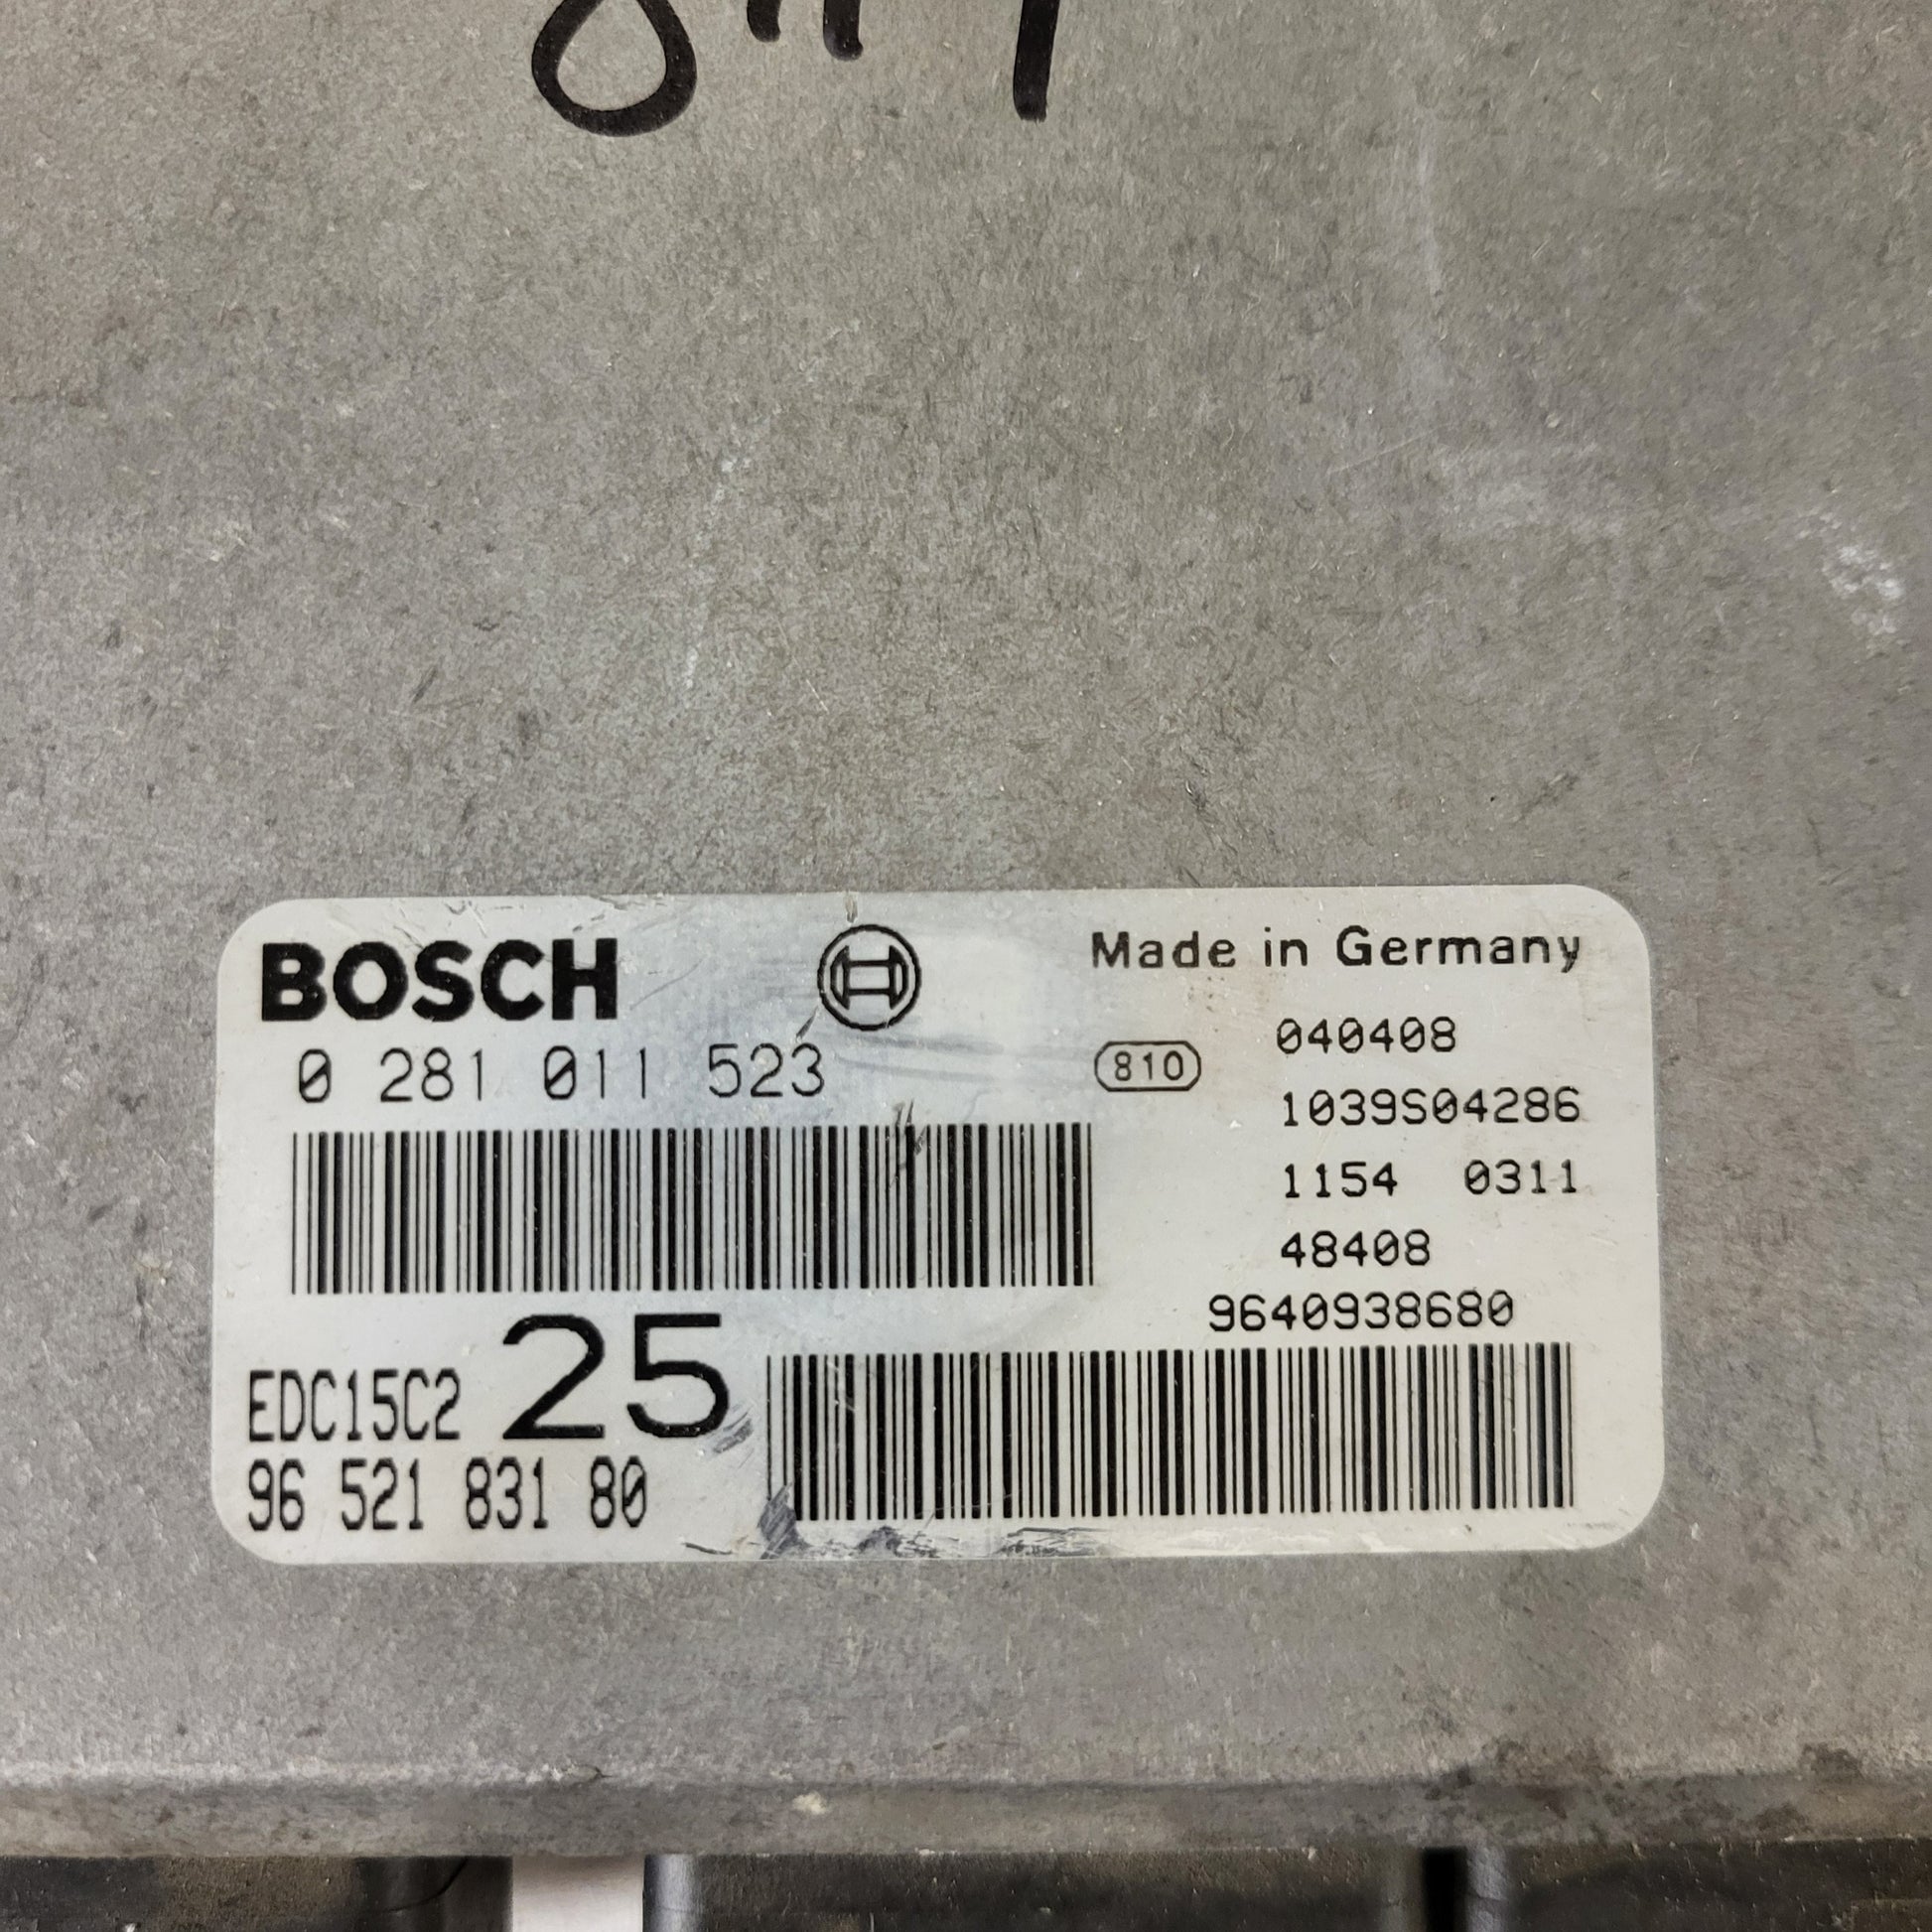 BOSCH
Made in Germany
0 281 011 523
810
040408
1039S04286
1154 0311
48408
9640938680
EDC15C2 25
96 521 831 80